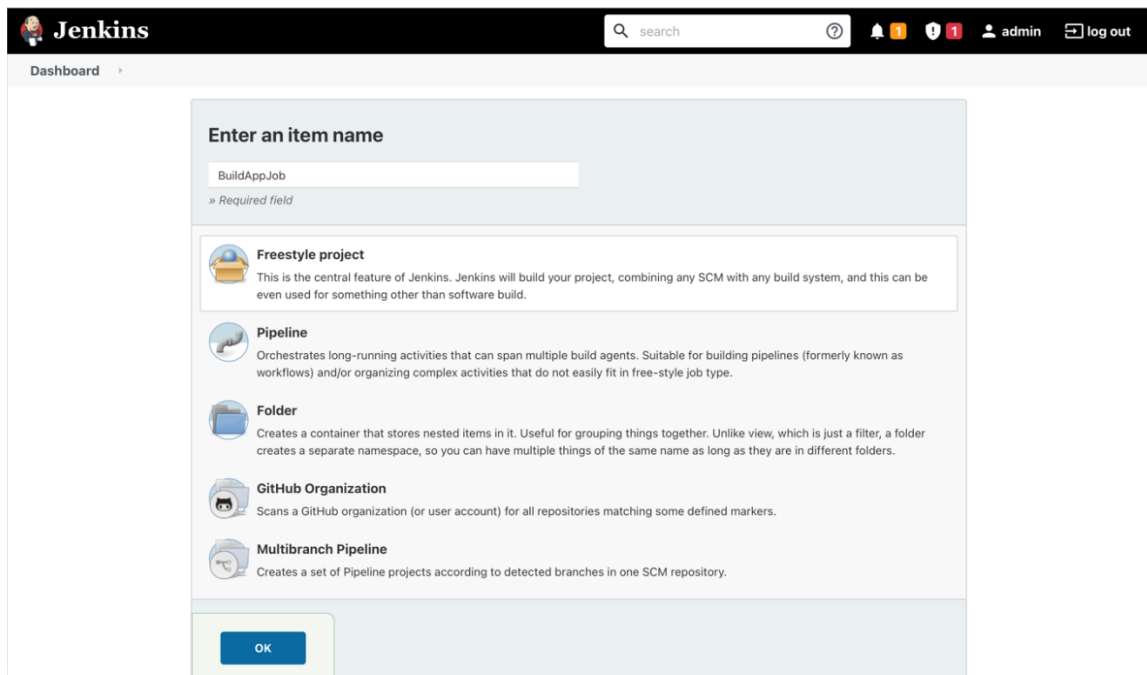 Jenkins
search
1
1
admin
log out
Dashboard
Enter an item name
BuildAppJob
» Required field
Freestyle project
This is the central feature of Jenkins. Jenkins will build your project, combining any SCM with any build system, and this can be
even used for something other than software build.
Pipeline
Orchestrates long-running activities that can span multiple build agents. Suitable for building pipelines (formerly known as
workflows) and/or organizing complex activities that do not easily fit in free-style job type.
Folder
Creates a container that stores nested items in it. Useful for grouping things together. Unlike view, which is just a filter, a folder
creates a separate namespace, so you can have multiple things of the same name as long as they are in different folders.
GitHub Organization
Scans a GitHub organization (or user account) for all repositories matching some defined markers.
Multibranch Pipeline
Creates a set of Pipeline projects according to detected branches in one SCM repository.
OK